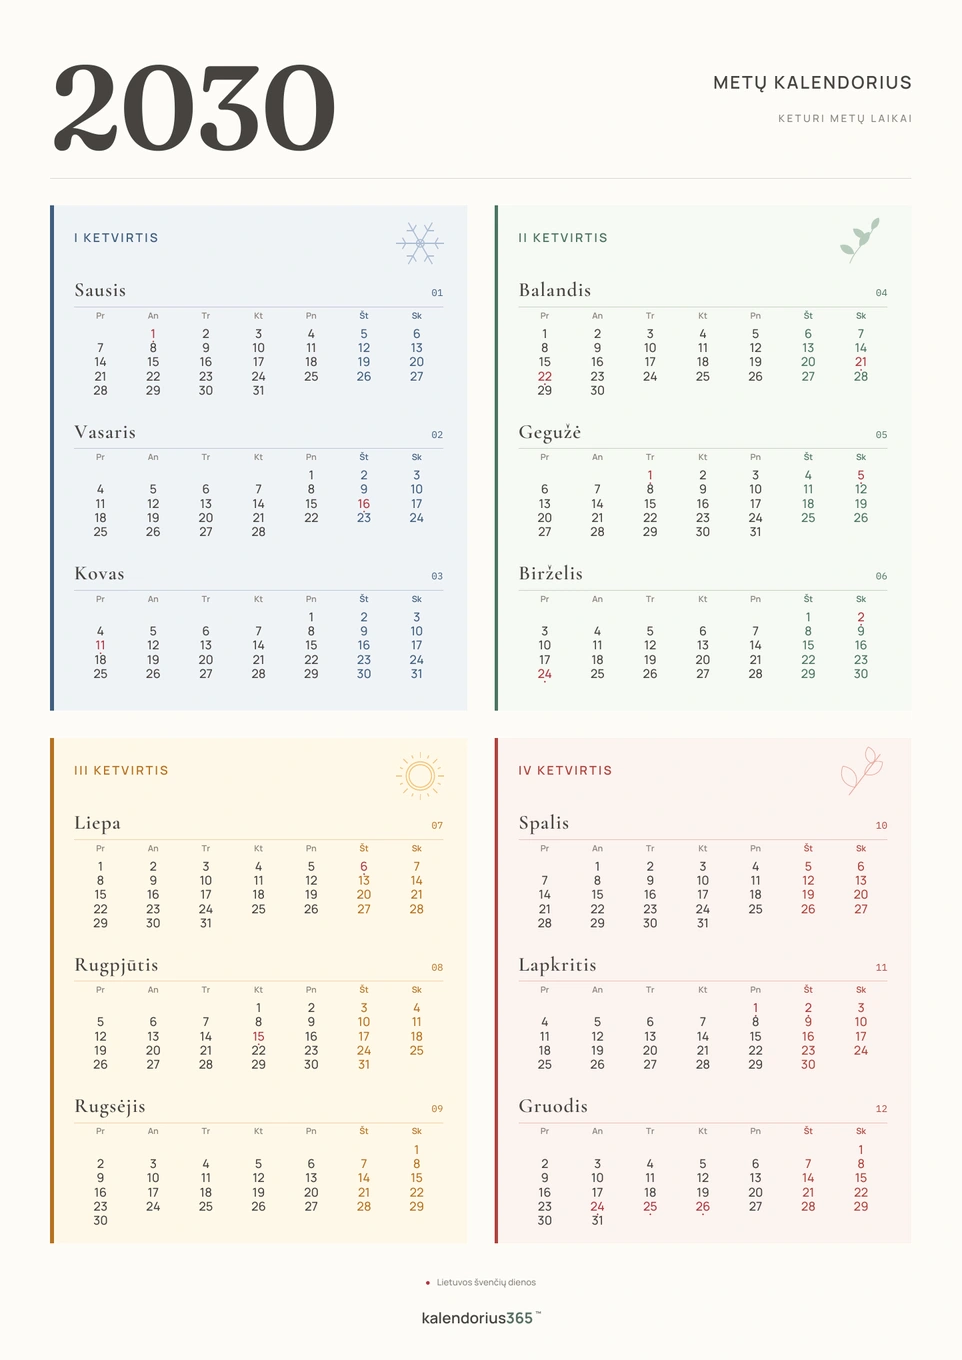 2030
METŲ KALENDORIUS
KETURI METŲ LAIKAI
I KETVIRTIS
Sausis 01
Pr An Tr Kt Pn Št Sk
1 2 3 4 5 6
7 8 9 10 11 12 13
14 15 16 17 18 19 20
21 22 23 24 25 26 27
28 29 30 31
Vasaris 02
Pr An Tr Kt Pn Št Sk
1 2 3
4 5 6 7 8 9 10
11 12 13 14 15 16 17
18 19 20 21 22 23 24
25 26 27 28
Kovas 03
Pr An Tr Kt Pn Št Sk
1 2 3
4 5 6 7 8 9 10
11 12 13 14 15 16 17
18 19 20 21 22 23 24
25 26 27 28 29 30 31
II KETVIRTIS
Balandis 04
Pr An Tr Kt Pn Št Sk
1 2 3 4 5 6 7
8 9 10 11 12 13 14
15 16 17 18 19 20 21
22 23 24 25 26 27 28
29 30
Gegužė 05
Pr An Tr Kt Pn Št Sk
1 2 3 4 5
6 7 8 9 10 11 12
13 14 15 16 17 18 19
20 21 22 23 24 25 26
27 28 29 30 31
Birželis 06
Pr An Tr Kt Pn Št Sk
1 2
3 4 5 6 7 8 9
10 11 12 13 14 15 16
17 18 19 20 21 22 23
24 25 26 27 28 29 30
III KETVIRTIS
Liepa 07
Pr An Tr Kt Pn Št Sk
1 2 3 4 5 6 7
8 9 10 11 12 13 14
15 16 17 18 19 20 21
22 23 24 25 26 27 28
29 30 31
Rugpjūtis 08
Pr An Tr Kt Pn Št Sk
1 2 3 4
5 6 7 8 9 10 11
12 13 14 15 16 17 18
19 20 21 22 23 24 25
26 27 28 29 30 31
Rugsėjis 09
Pr An Tr Kt Pn Št Sk
1
2 3 4 5 6 7 8
9 10 11 12 13 14 15
16 17 18 19 20 21 22
23 24 25 26 27 28 29
30
IV KETVIRTIS
Spalis 10
Pr An Tr Kt Pn Št Sk
1 2 3 4 5 6
7 8 9 10 11 12 13
14 15 16 17 18 19 20
21 22 23 24 25 26 27
28 29 30 31
Lapkritis 11
Pr An Tr Kt Pn Št Sk
1 2 3
4 5 6 7 8 9 10
11 12 13 14 15 16 17
18 19 20 21 22 23 24
25 26 27 28 29 30
Gruodis 12
Pr An Tr Kt Pn Št Sk
1
2 3 4 5 6 7 8
9 10 11 12 13 14 15
16 17 18 19 20 21 22
23 24 25 26 27 28 29
30 31
Lietuvos švenčių dienos
kalendorius365™